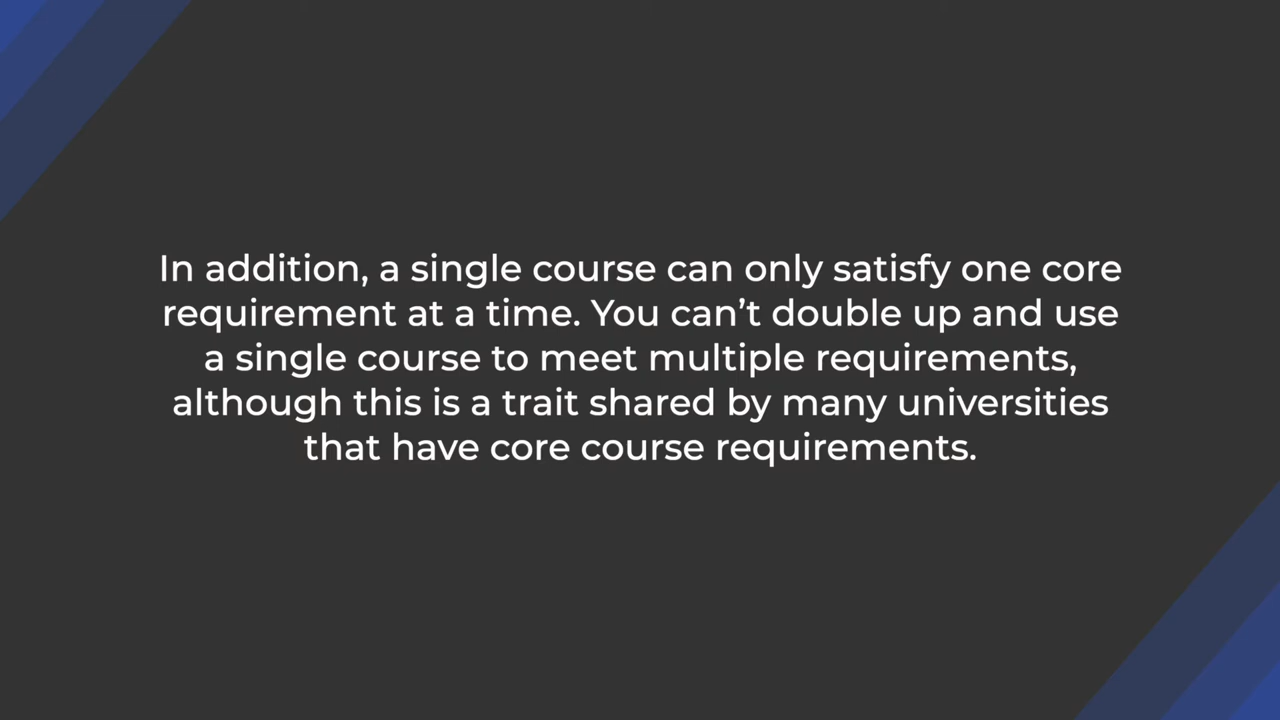 In addition, a single course can only satisfy one core
requirement at a time. You can’t double up and use
a single course to meet multiple requirements,
although this is a trait shared by many universities
that have core course requirements.